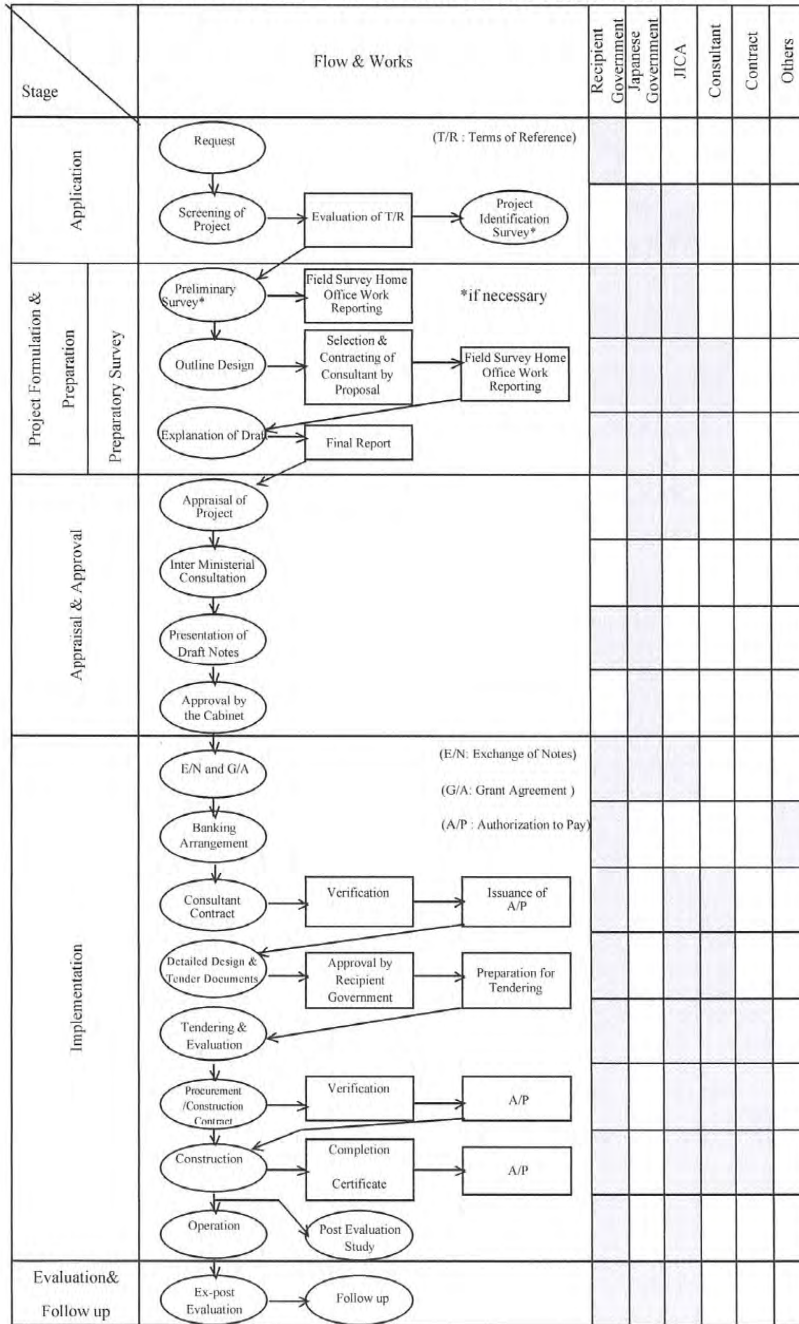 Stage
Flow & Works
Recipient
Government
Japanese
Government
JICA
Consultant
Contract
Others
Application
Request
(T/R : Terms of Reference)
Screening of
Project
Evaluation of T/R
Project
Identification
Survey*
Project Formulation &
Preparation
Preparatory Survey
Preliminary
Survey*
Field Survey Home
Office Work
Reporting
*if necessary
Outline Design
Selection &
Contracting of
Consultant by
Proposal
Field Survey Home
Office Work
Reporting
Explanation of Draft
Final Report
Appraisal & Approval
Appraisal of
Project
Inter Ministerial
Consultation
Presentation of
Draft Notes
Approval by
the Cabinet
Implementation
E/N and G/A
(E/N: Exchange of Notes)
(G/A: Grant Agreement )
(A/P : Authorization to Pay)
Banking
Arrangement
Consultant
Contract
Verification
Issuance of
A/P
Detailed Design &
Tender Documents
Approval by
Recipient
Government
Preparation for
Tendering
Tendering &
Evaluation
Procurement
/Construction
Contract
Verification
A/P
Construction
Completion
Certificate
A/P
Operation
Post Evaluation
Study
Evaluation&
Follow up
Ex-post
Evaluation
Follow up